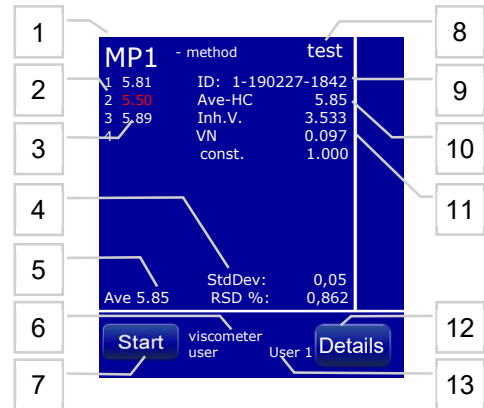 1
2
3
4
5
6
7
8
9
10
11
12
13
MP1 - method test
1 5.81 ID: 1-190227-1842
2 5.50 Ave-HC 5.85
3 5.89 Inh.V. 3.533
4 VN 0.097
const. 1.000
StdDev: 0,05
Ave 5.85 RSD %: 0,862
Start viscometer
user User 1 Details